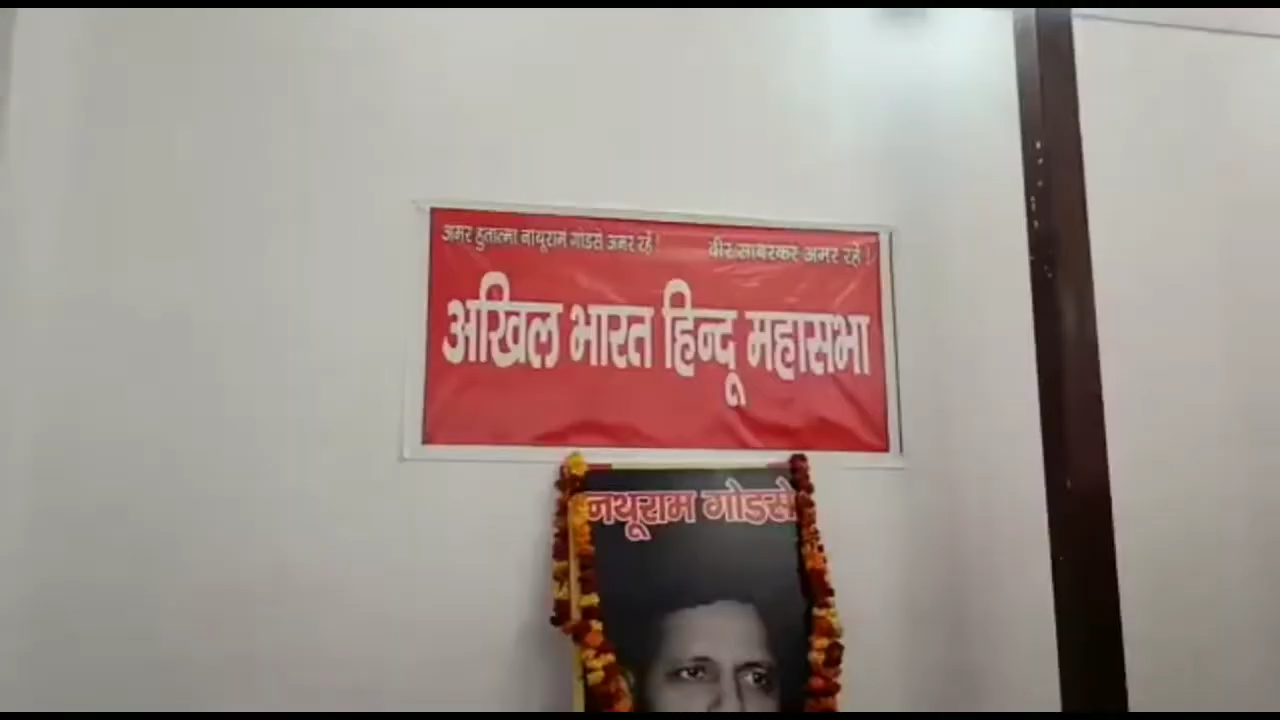 अमर हुतात्मा नाथूराम गोडसे अमर रहें ! वीर सावरकर अमर रहें !
अखिल भारत हिन्दू महासभा
नथूराम गोडसे